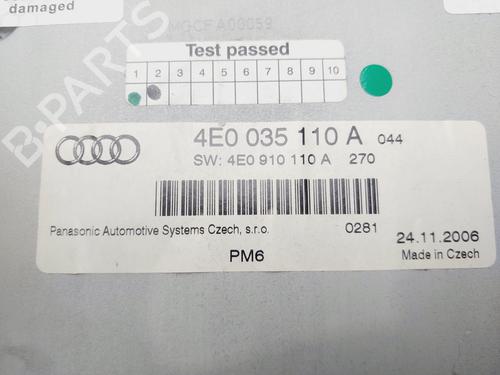 damaged
MGCFA00059
Test passed
1 2 3 4 5 6 7 8 9 10
4E0 035 110 A 044
SW: 4E0 910 110 A 270
Panasonic Automotive Systems Czech, s.r.o. 0281
24.11.2006
PM6
Made in Czech
B-PARTS